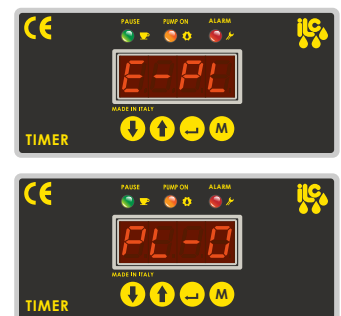 CE
PAUSE PUMP ON ALARM
iLC
E-PL
MADE IN ITALY
M
TIMER
CE
PAUSE PUMP ON ALARM
iLC
PL-0
MADE IN ITALY
M
TIMER